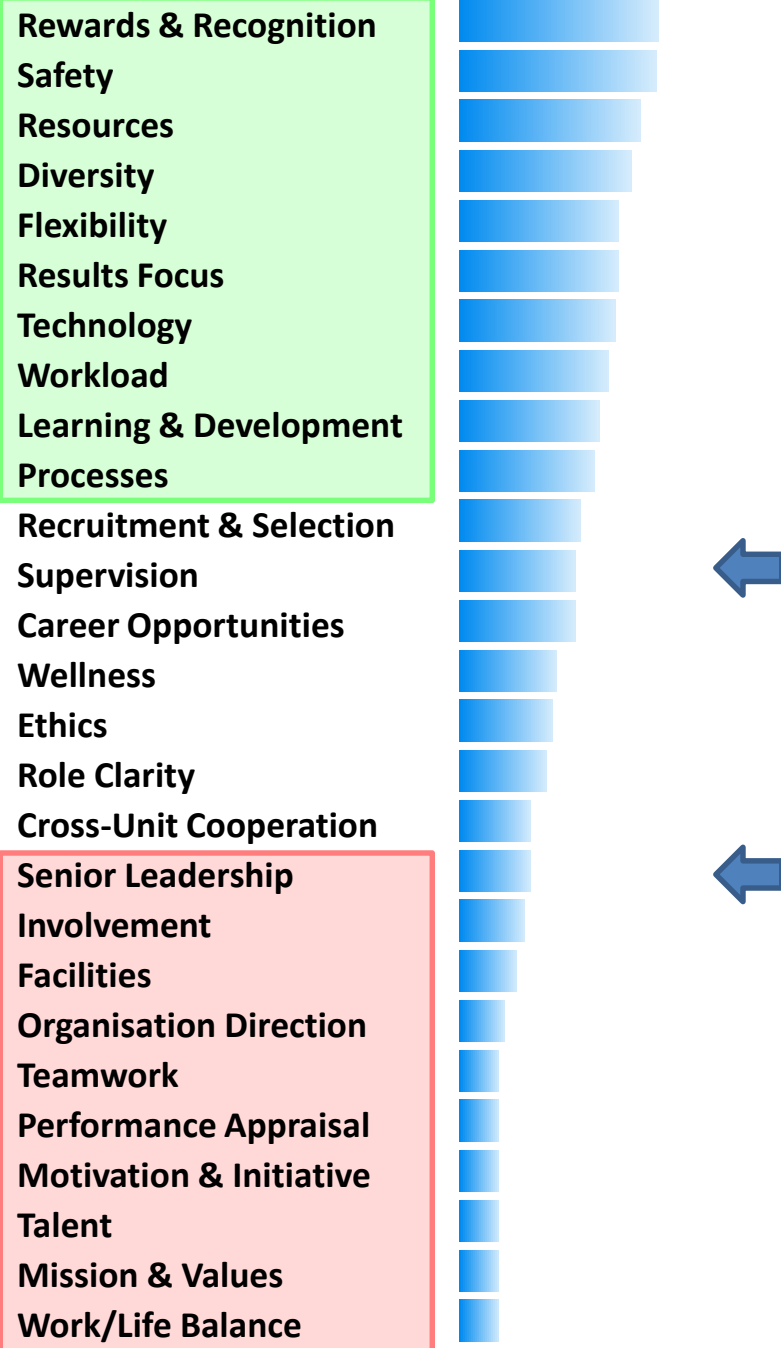 Rewards & Recognition
Safety
Resources
Diversity
Flexibility
Results Focus
Technology
Workload
Learning & Development
Processes
Recruitment & Selection
Supervision
Career Opportunities
Wellness
Ethics
Role Clarity
Cross-Unit Cooperation
Senior Leadership
Involvement
Facilities
Organisation Direction
Teamwork
Performance Appraisal
Motivation & Initiative
Talent
Mission & Values
Work/Life Balance